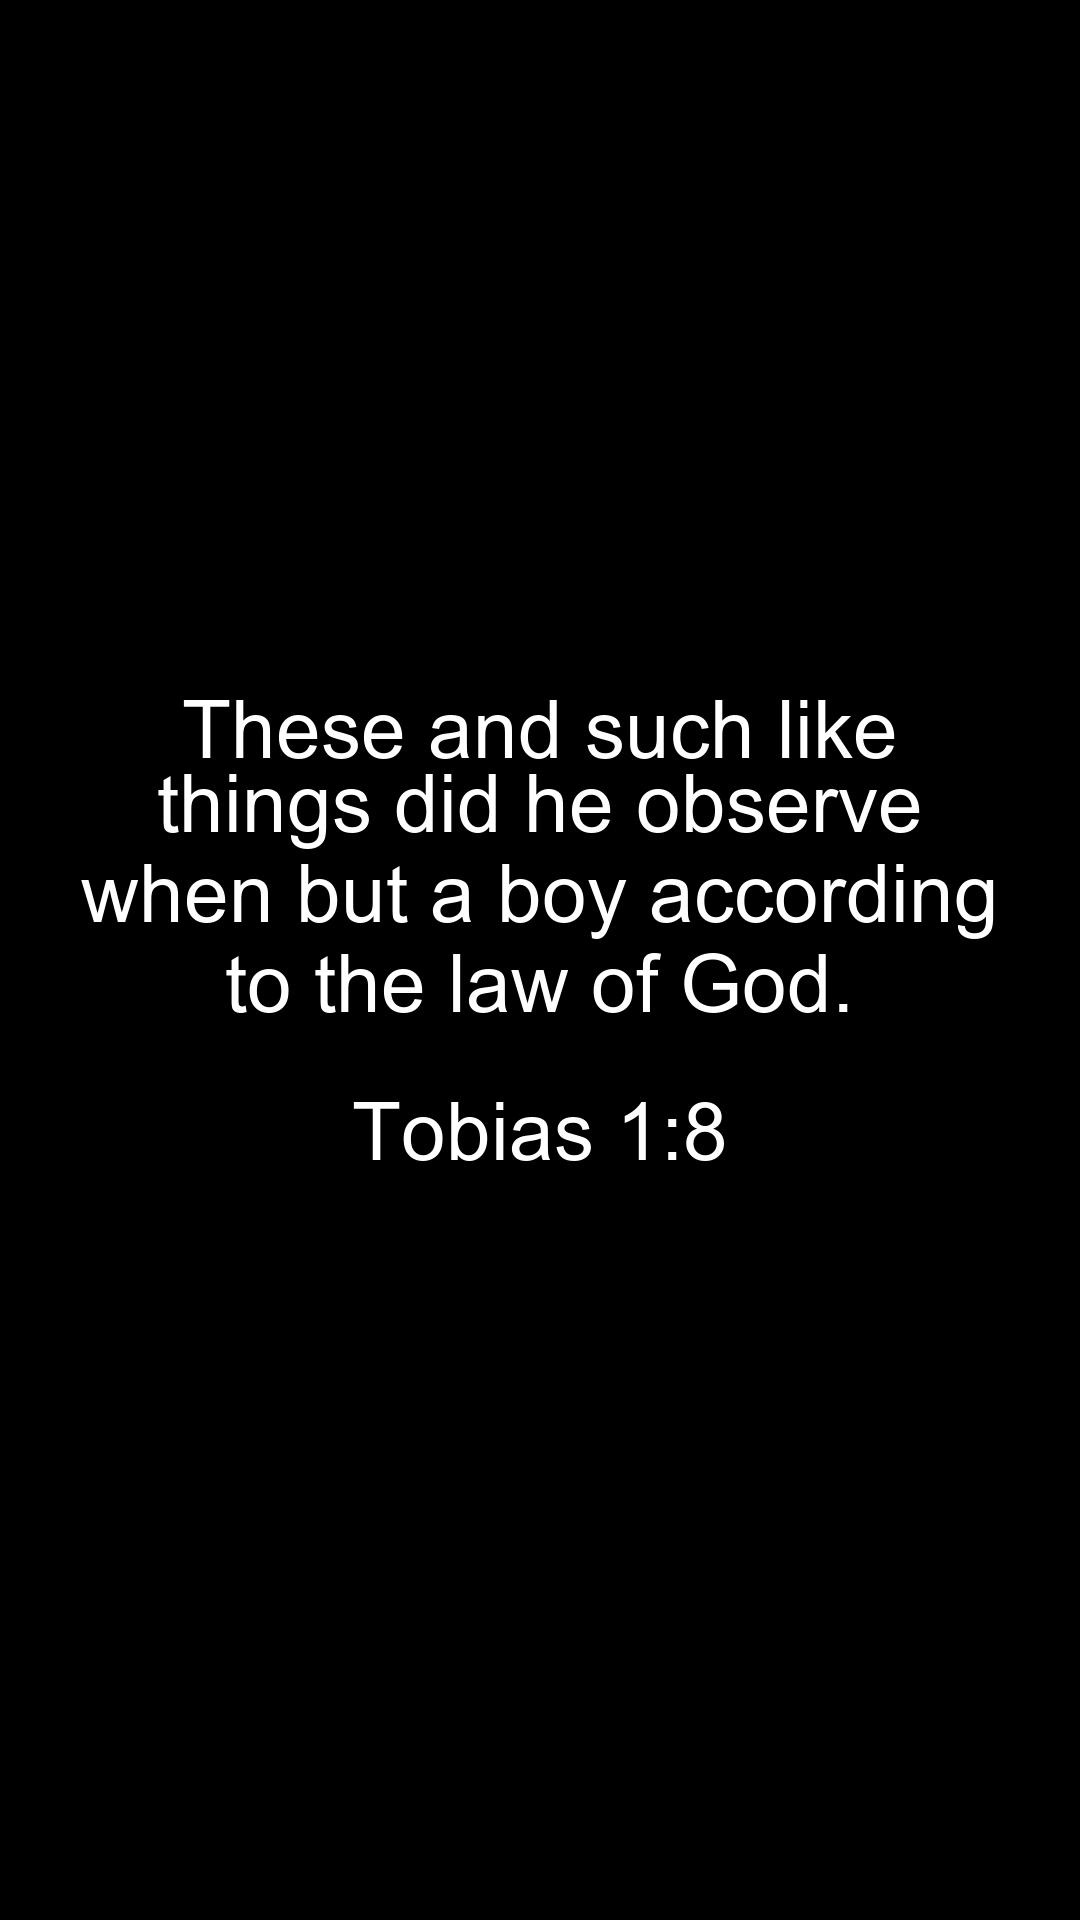 These and such like
things did he observe
when but a boy according
to the law of God.
Tobias 1:8